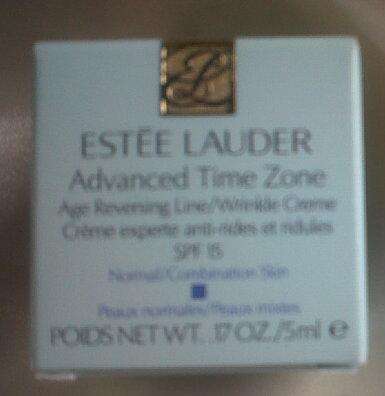 ESTĒE LAUDER
Advanced Time Zone
Age Reversing Line/Wrinkle Creme
Crème experte anti-rides et ridules
SPF 15
Normal/Combination Skin
Peaux normales/Peaux mixtes
POIDS NET WT. .17 OZ./5ml e